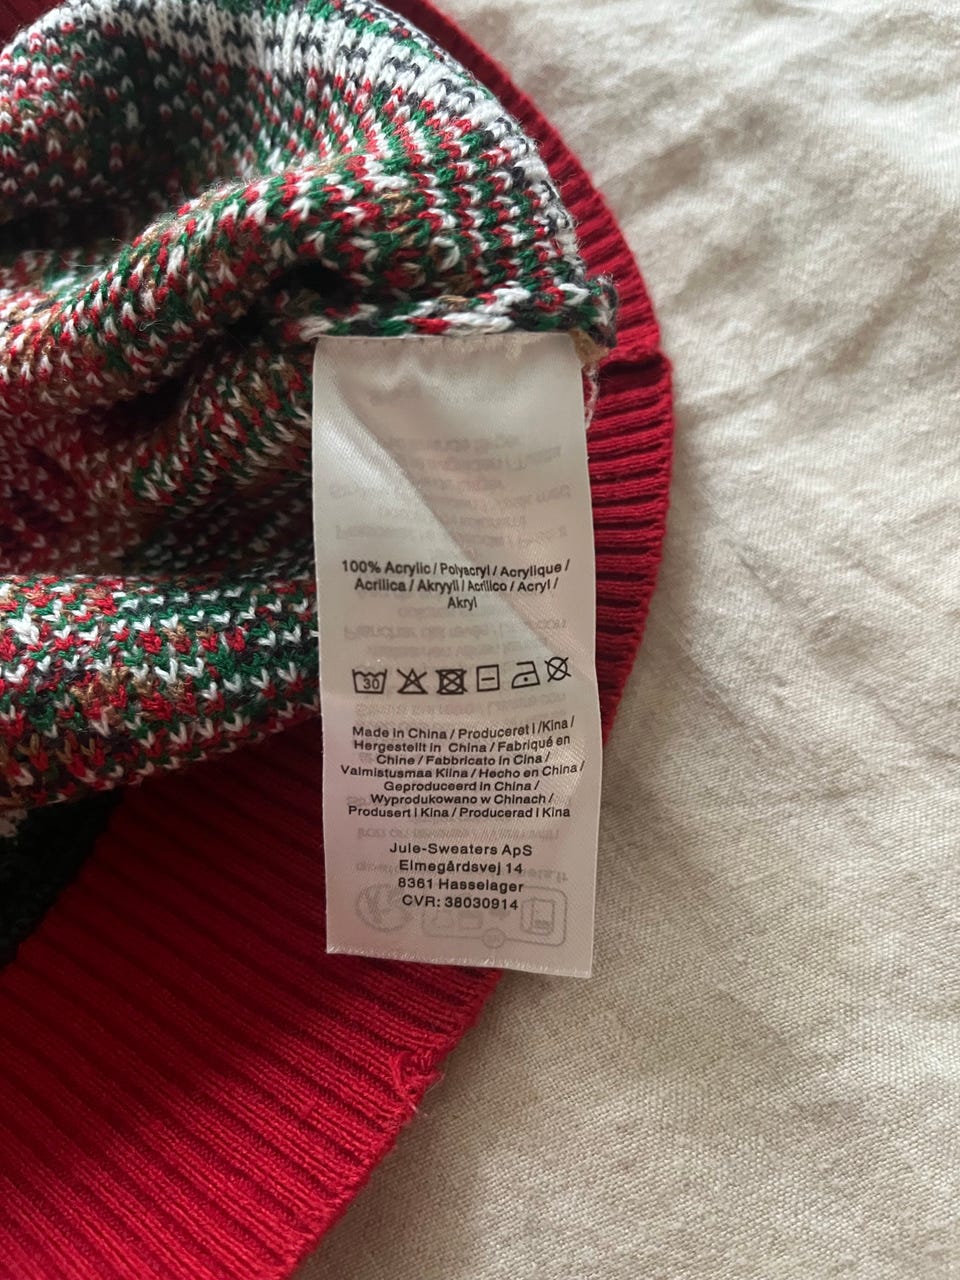 100% Acrylic / Polyacryl / Acrylique /
Acrilica / Akryyli / Acrilico / Acryl /
Akryl
30
Made in China / Produceret i /Kina /
Hergestellt in China / Fabriqué en
Chine / Fabbricato in Cina /
Valmistusmaa Kiina / Hecho en China /
Geproduceerd in China /
Wyprodukowano w Chinach /
Produsert i Kina / Producerad i Kina
Jule-Sweaters ApS
Elmegårdsvej 14
8361 Hasselager
CVR: 38030914